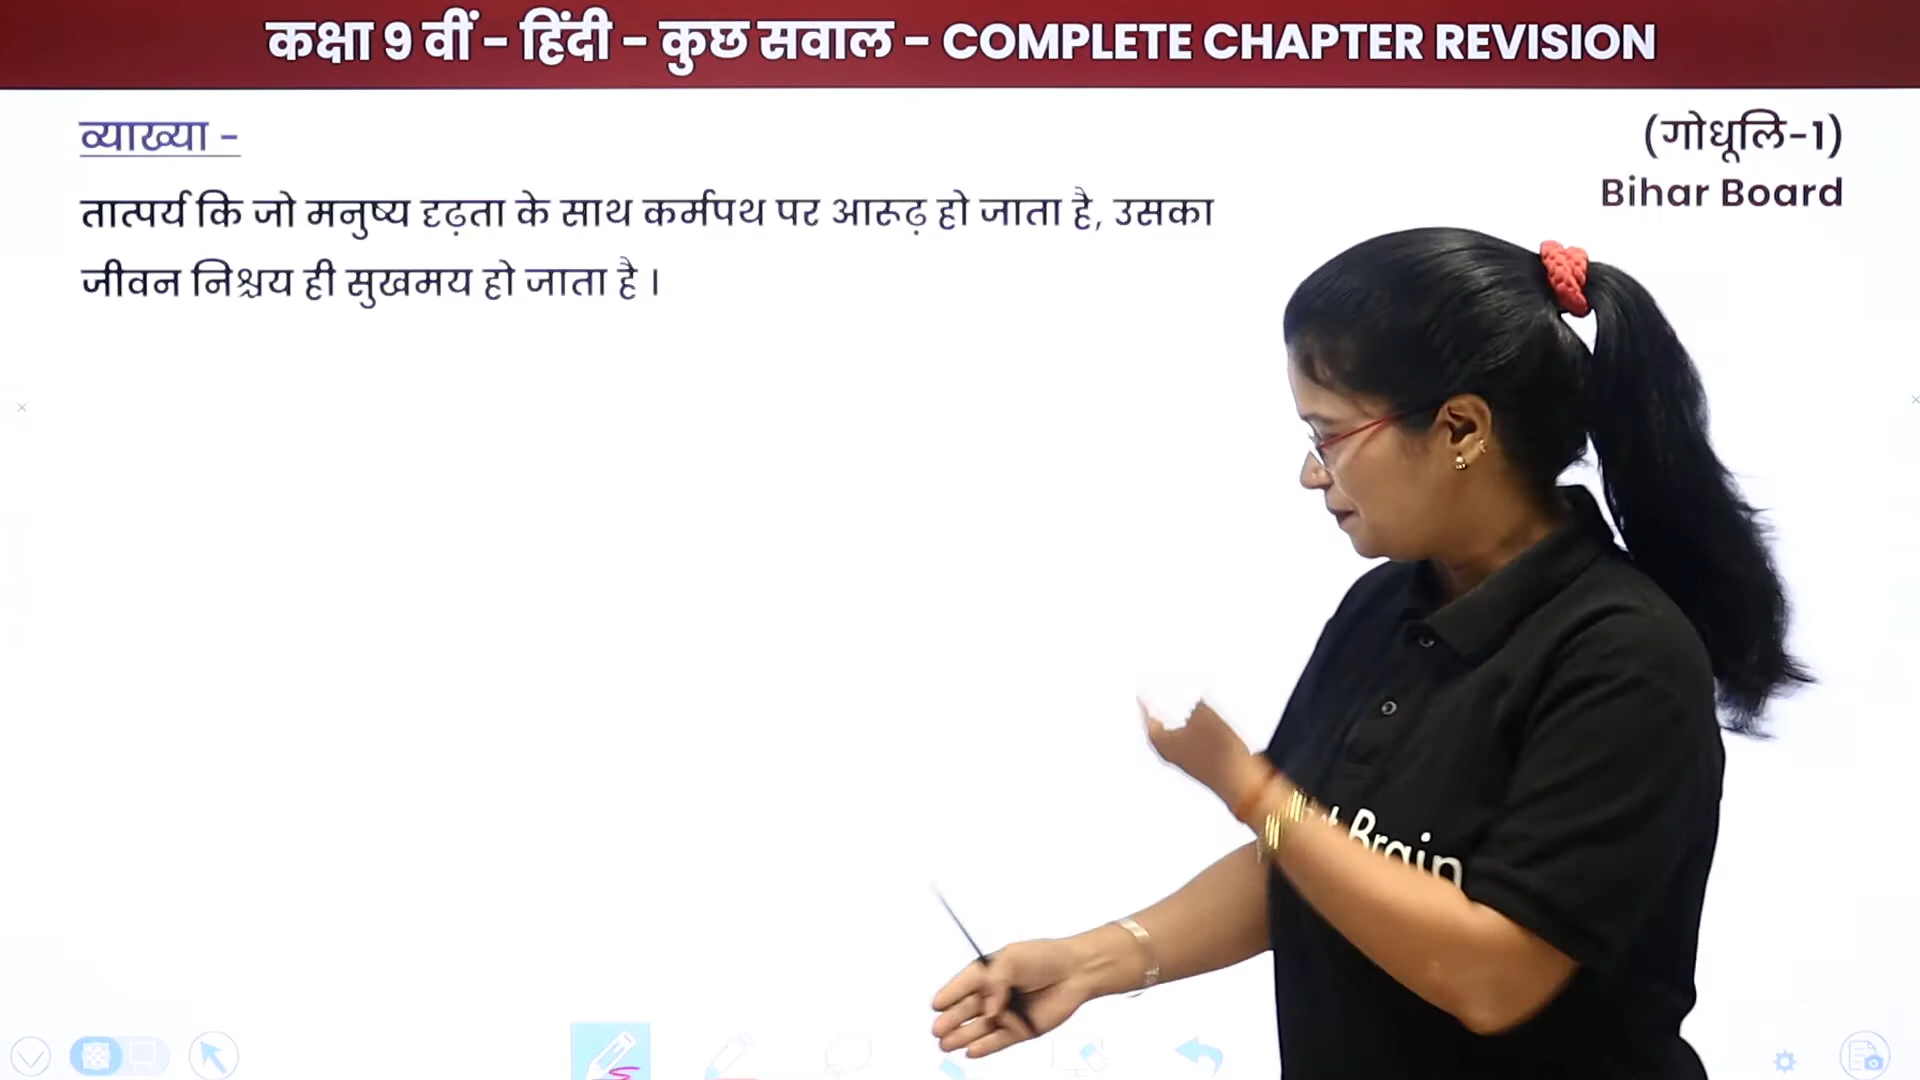 कक्षा 9 वीं - हिंदी - कुछ सवाल - COMPLETE CHAPTER REVISION
व्याख्या -
(गोधूलि-1)
Bihar Board
तात्पर्य कि जो मनुष्य दृढ़ता के साथ कर्मपथ पर आरूढ़ हो जाता है, उसका
जीवन निश्चय ही सुखमय हो जाता है ।
Brain